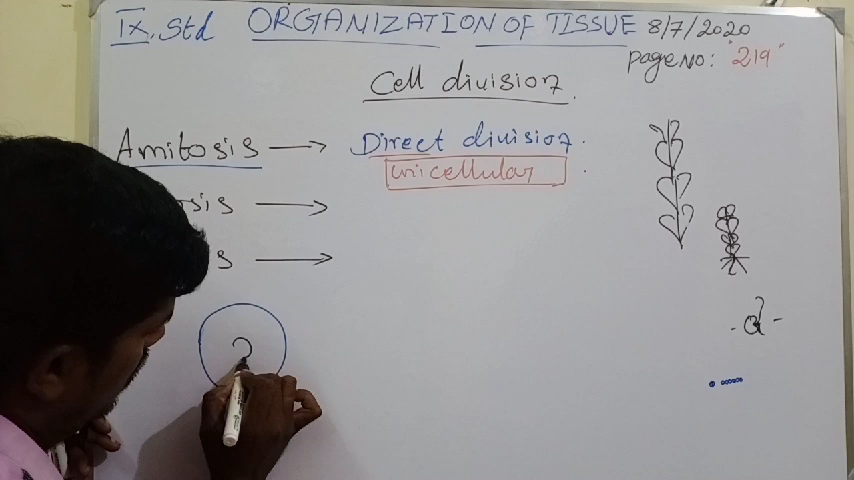 IX. Std ORGANIZATION OF TISSUE 8/7/2020
Page No: "219"
Cell division
Amitosis → Direct division.
unicellular
sis →
s →